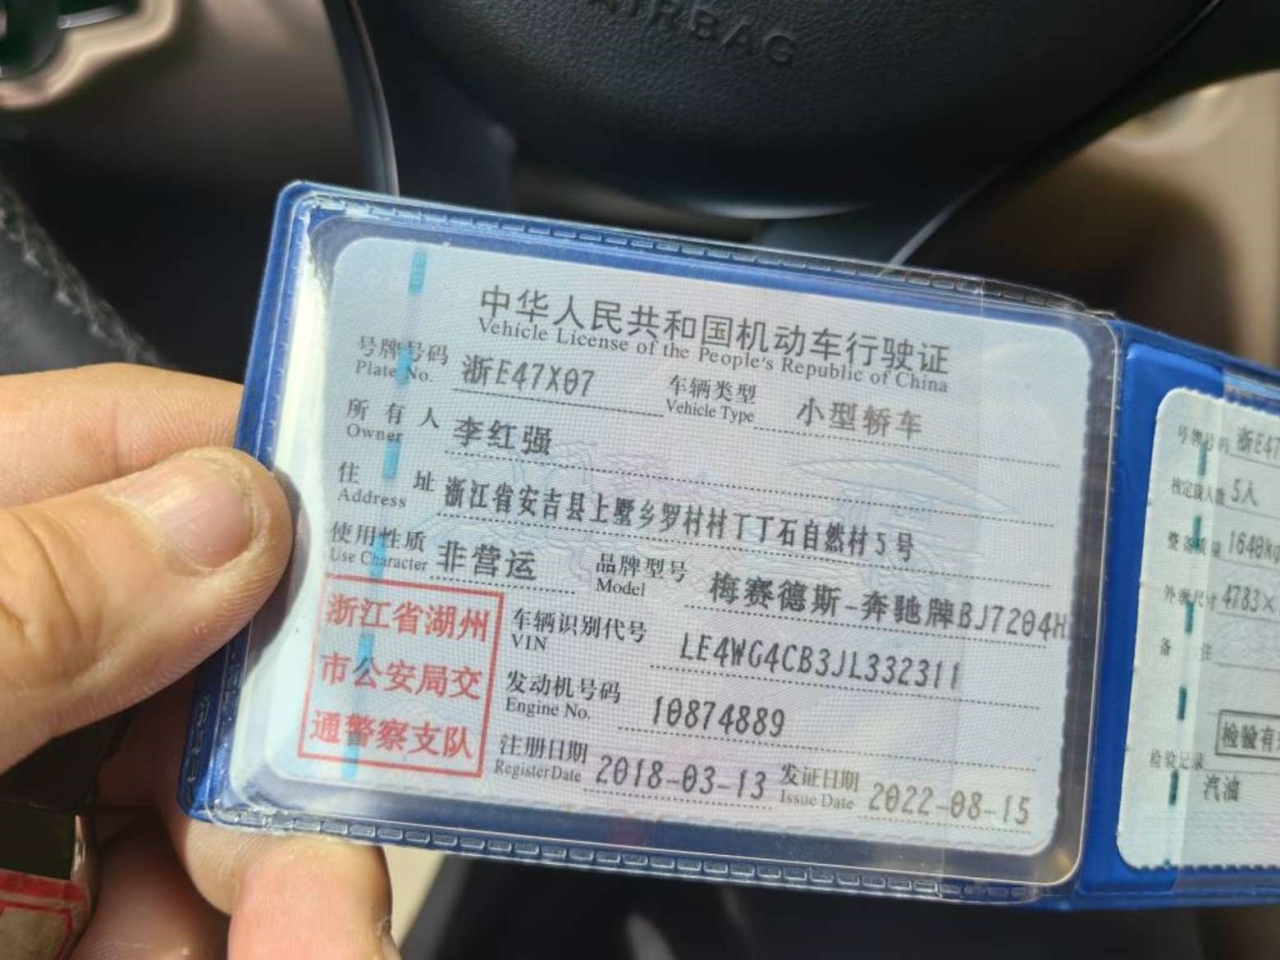 AIRBAG
中华人民共和国机动车行驶证
Vehicle License of the People's Republic of China
号牌号码 浙E47X07 车辆类型 小型轿车
Plate No. Vehicle Type
所有人 李红强
Owner
住址 浙江省安吉县上墅乡罗村村丁丁石自然村5号
Address
使用性质 非营运 品牌型号 梅赛德斯-奔驰牌BJ7204H
Use Character Model
浙江省湖州
市公安局交
通警察支队
车辆识别代号 LE4WG4CB3JL332311
VIN
发动机号码 10874889
Engine No.
注册日期 2018-03-13 发证日期 2022-08-15
Register Date Issue Date
号牌号码 浙E47
核定载人数 5人
整备质量 1640kg
外廓尺寸 4783×
备注
检验有
检验记录
汽油